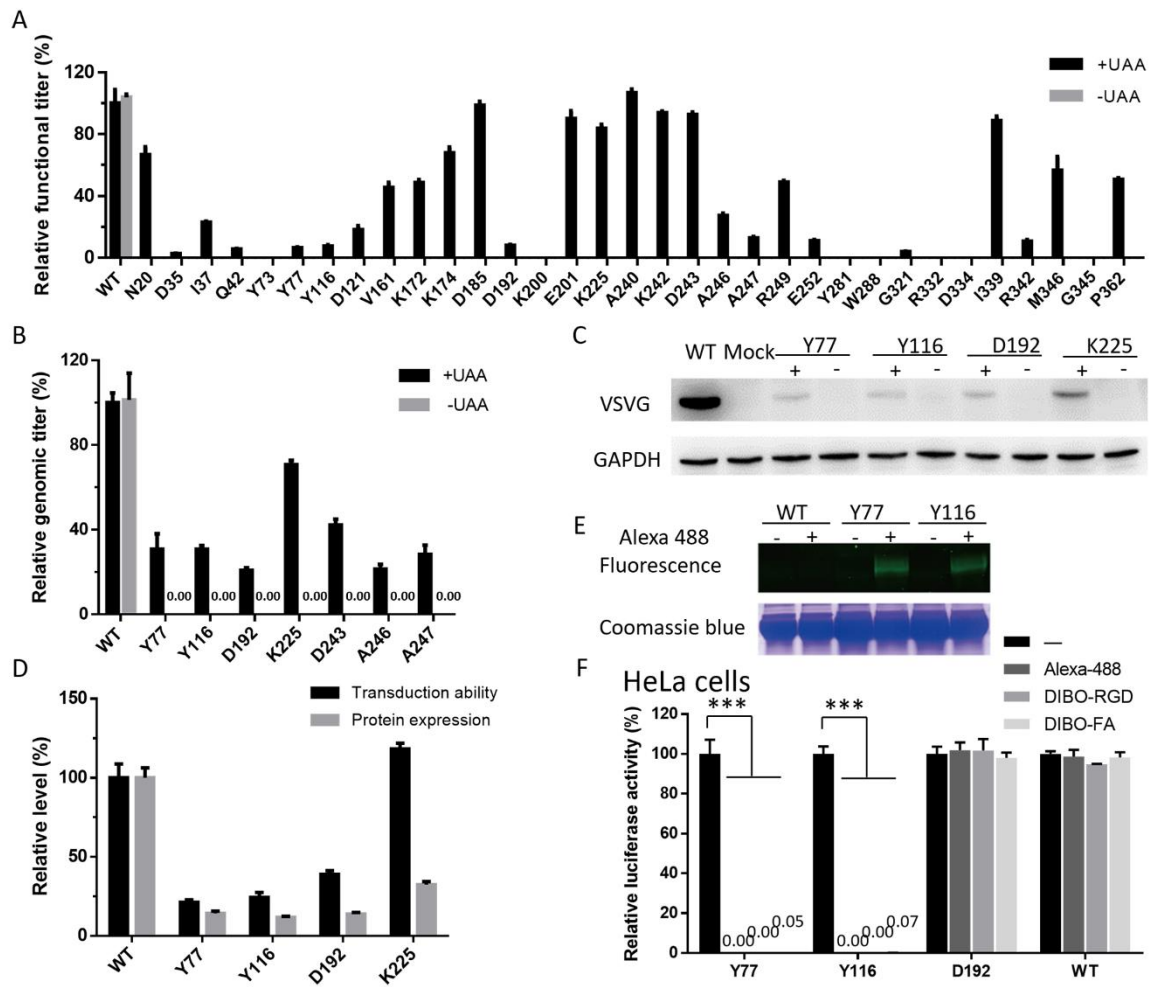 A
Relative functional titer (%)
120
80
40
0
+UAA
-UAA
WT N20 D35 I37 Q42 Y73 Y77 Y116 D121 V161 K172 K174 D185 D192 K200 E201 K225 A240 K242 D243 A246 A247 R249 E252 Y281 W288 G321 R332 D334 I339 R342 M346 G345 P362
B
Relative genomic titer (%)
120
80
40
0
+UAA
-UAA
0.00 0.00 0.00 0.00 0.00 0.00 0.00
WT Y77 Y116 D192 K225 D243 A246 A247
C
WT Mock Y77 Y116 D192 K225
+ - + - + - + -
VSVG
GAPDH
E
WT Y77 Y116
Alexa 488 - + - + - +
Fluorescence
Coomassie blue
D
Relative level (%)
150
100
50
0
Transduction ability
Protein expression
WT Y77 Y116 D192 K225
F
HeLa cells
—
Alexa-488
DIBO-RGD
DIBO-FA
Relative luciferase activity (%)
120
100
80
60
40
20
0
*** ***
0.00 0.00 0.05 0.00 0.00 0.07
Y77 Y116 D192 WT